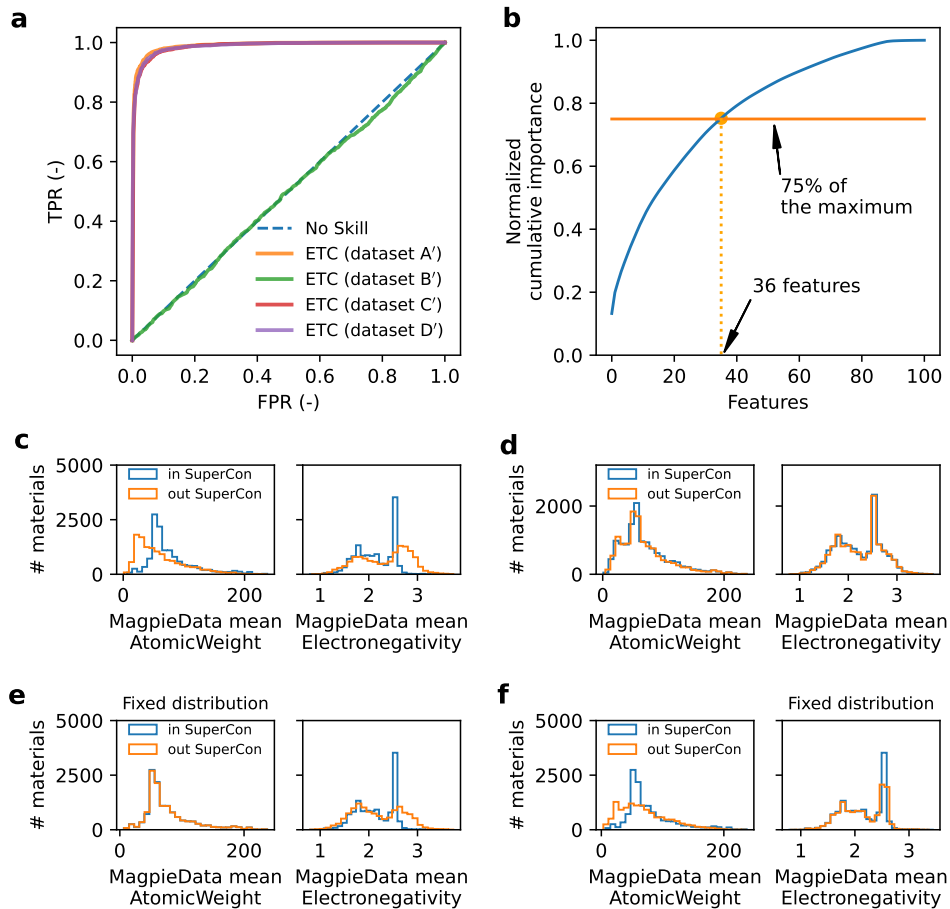 a
1.0
0.8
0.6
0.4
0.2
0.0
TPR (-)
No Skill
ETC (dataset A′)
ETC (dataset B′)
ETC (dataset C′)
ETC (dataset D′)
0.0 0.2 0.4 0.6 0.8 1.0
FPR (-)
b
1.0
0.8
0.6
0.4
0.2
0.0
Normalized
cumulative importance
75% of
the maximum
36 features
0 20 40 60 80 100
Features
c
5000
2500
0
# materials
in SuperCon
out SuperCon
0 200
MagpieData mean
AtomicWeight
1 2 3
MagpieData mean
Electronegativity
d
2000
0
# materials
in SuperCon
out SuperCon
0 200
MagpieData mean
AtomicWeight
1 2 3
MagpieData mean
Electronegativity
e
Fixed distribution
5000
2500
0
# materials
in SuperCon
out SuperCon
0 200
MagpieData mean
AtomicWeight
1 2 3
MagpieData mean
Electronegativity
f
Fixed distribution
5000
2500
0
# materials
in SuperCon
out SuperCon
0 200
MagpieData mean
AtomicWeight
1 2 3
MagpieData mean
Electronegativity